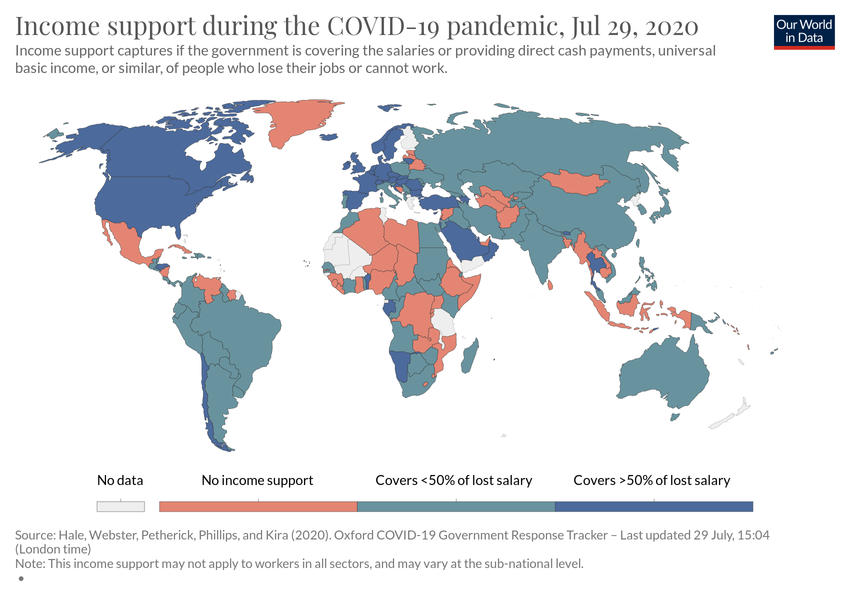 Income support during the COVID-19 pandemic, Jul 29, 2020
Our World
in Data
Income support captures if the government is covering the salaries or providing direct cash payments, universal
basic income, or similar, of people who lose their jobs or cannot work.
No data
No income support
Covers <50% of lost salary
Covers >50% of lost salary
Source: Hale, Webster, Petherick, Phillips, and Kira (2020). Oxford COVID-19 Government Response Tracker – Last updated 29 July, 15:04
(London time)
Note: This income support may not apply to workers in all sectors, and may vary at the sub-national level.